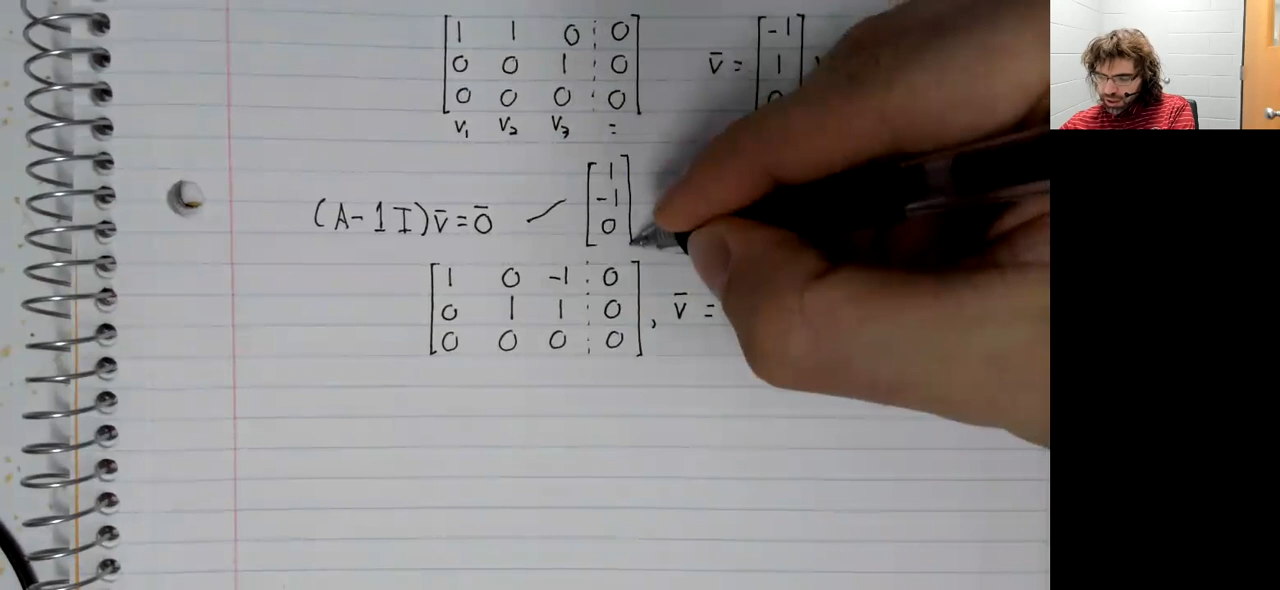 1 1 0 0
0 0 1 0 v̄ = -1 1 0
0 0 0 0
v₁ v₂ v₃ =
(A-1I)v̄=0̄ 1 -1 0
1 0 -1 0
0 1 1 0 , v̄ =
0 0 0 0